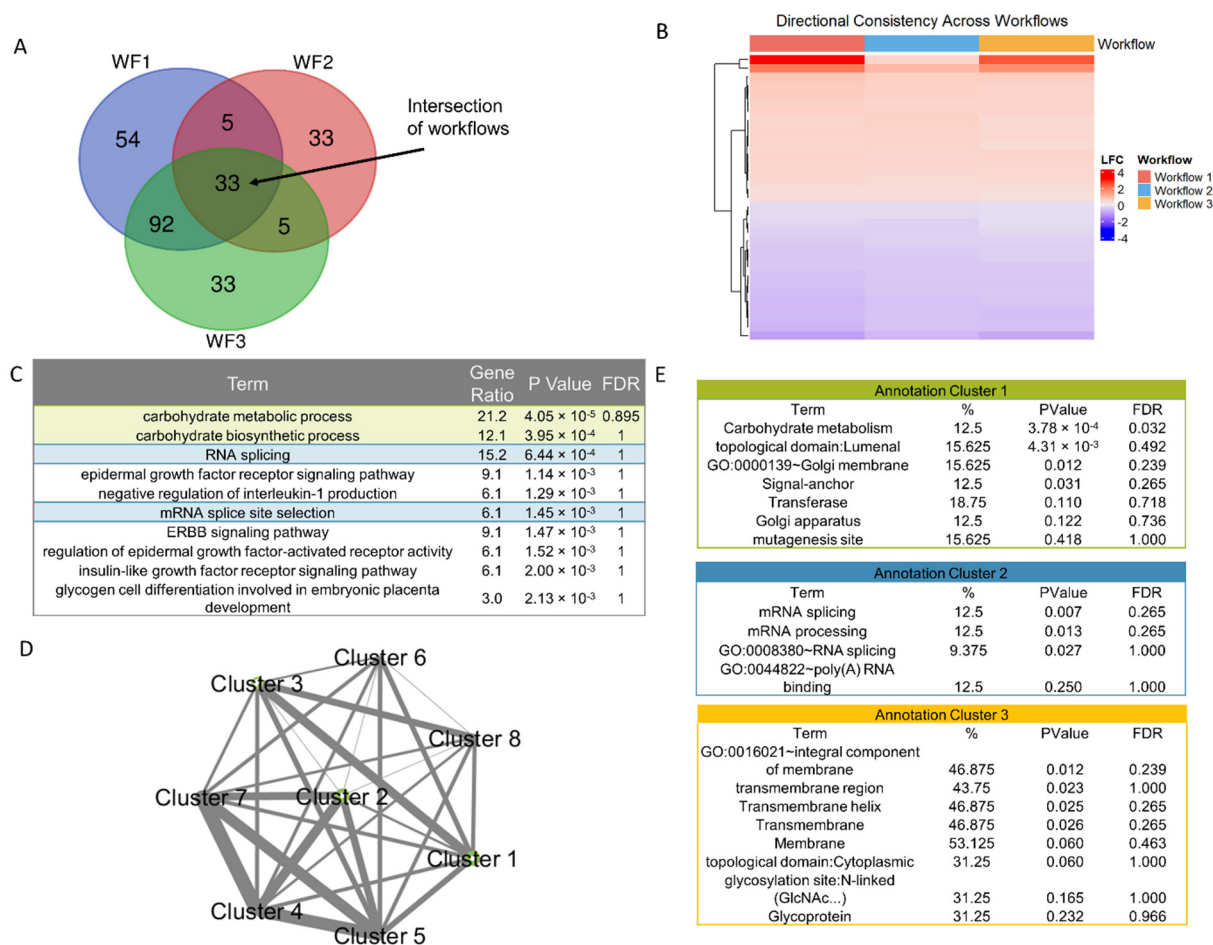 A
WF1
WF2
54
5
33
Intersection
of workflows
33
92
5
33
WF3
B
Directional Consistency Across Workflows
Workflow
LFC
4
2
0
-2
-4
Workflow
Workflow 1
Workflow 2
Workflow 3
C
Term Gene Ratio P Value FDR
carbohydrate metabolic process 21.2 4.05 × 10-5 0.895
carbohydrate biosynthetic process 12.1 3.95 × 10-4 1
RNA splicing 15.2 6.44 × 10-4 1
epidermal growth factor receptor signaling pathway 9.1 1.14 × 10-3 1
negative regulation of interleukin-1 production 6.1 1.29 × 10-3 1
mRNA splice site selection 6.1 1.45 × 10-3 1
ERBB signaling pathway 9.1 1.47 × 10-3 1
regulation of epidermal growth factor-activated receptor activity 6.1 1.52 × 10-3 1
insulin-like growth factor receptor signaling pathway 6.1 2.00 × 10-3 1
glycogen cell differentiation involved in embryonic placenta
development 3.0 2.13 × 10-3 1
D
Cluster 6
Cluster 3
Cluster 8
Cluster 7
Cluster 2
Cluster 1
Cluster 4
Cluster 5
E
Annotation Cluster 1
Term % PValue FDR
Carbohydrate metabolism 12.5 3.78 × 10-4 0.032
topological domain:Lumenal 15.625 4.31 × 10-3 0.492
GO:0000139~Golgi membrane 15.625 0.012 0.239
Signal-anchor 12.5 0.031 0.265
Transferase 18.75 0.110 0.718
Golgi apparatus 12.5 0.122 0.736
mutagenesis site 15.625 0.418 1.000
Annotation Cluster 2
Term % PValue FDR
mRNA splicing 12.5 0.007 0.265
mRNA processing 12.5 0.013 0.265
GO:0008380~RNA splicing 9.375 0.027 1.000
GO:0044822~poly(A) RNA
binding 12.5 0.250 1.000
Annotation Cluster 3
Term % PValue FDR
GO:0016021~integral component
of membrane 46.875 0.012 0.239
transmembrane region 43.75 0.023 1.000
Transmembrane helix 46.875 0.025 0.265
Transmembrane 46.875 0.026 0.265
Membrane 53.125 0.060 0.463
topological domain:Cytoplasmic 31.25 0.060 1.000
glycosylation site:N-linked
(GlcNAc...) 31.25 0.165 1.000
Glycoprotein 31.25 0.232 0.966